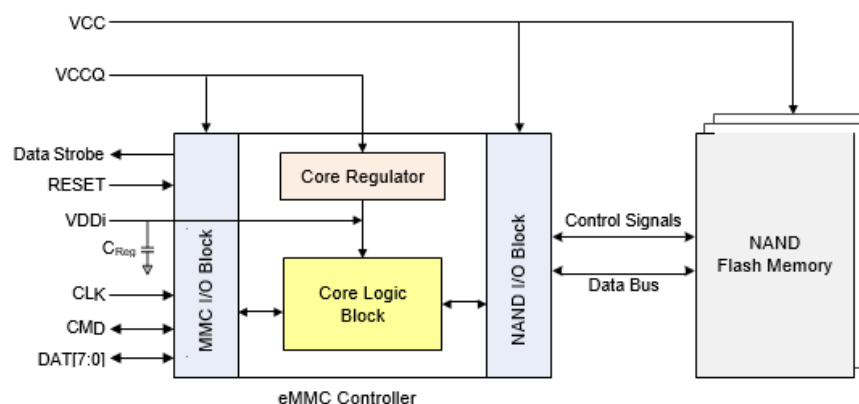 VCC
VCCQ
Data Strobe
RESET
VDDi
CReg
CLK
CMD
DAT[7:0]
MMC I/O Block
Core Regulator
Core Logic
Block
NAND I/O Block
Control Signals
Data Bus
NAND
Flash Memory
eMMC Controller